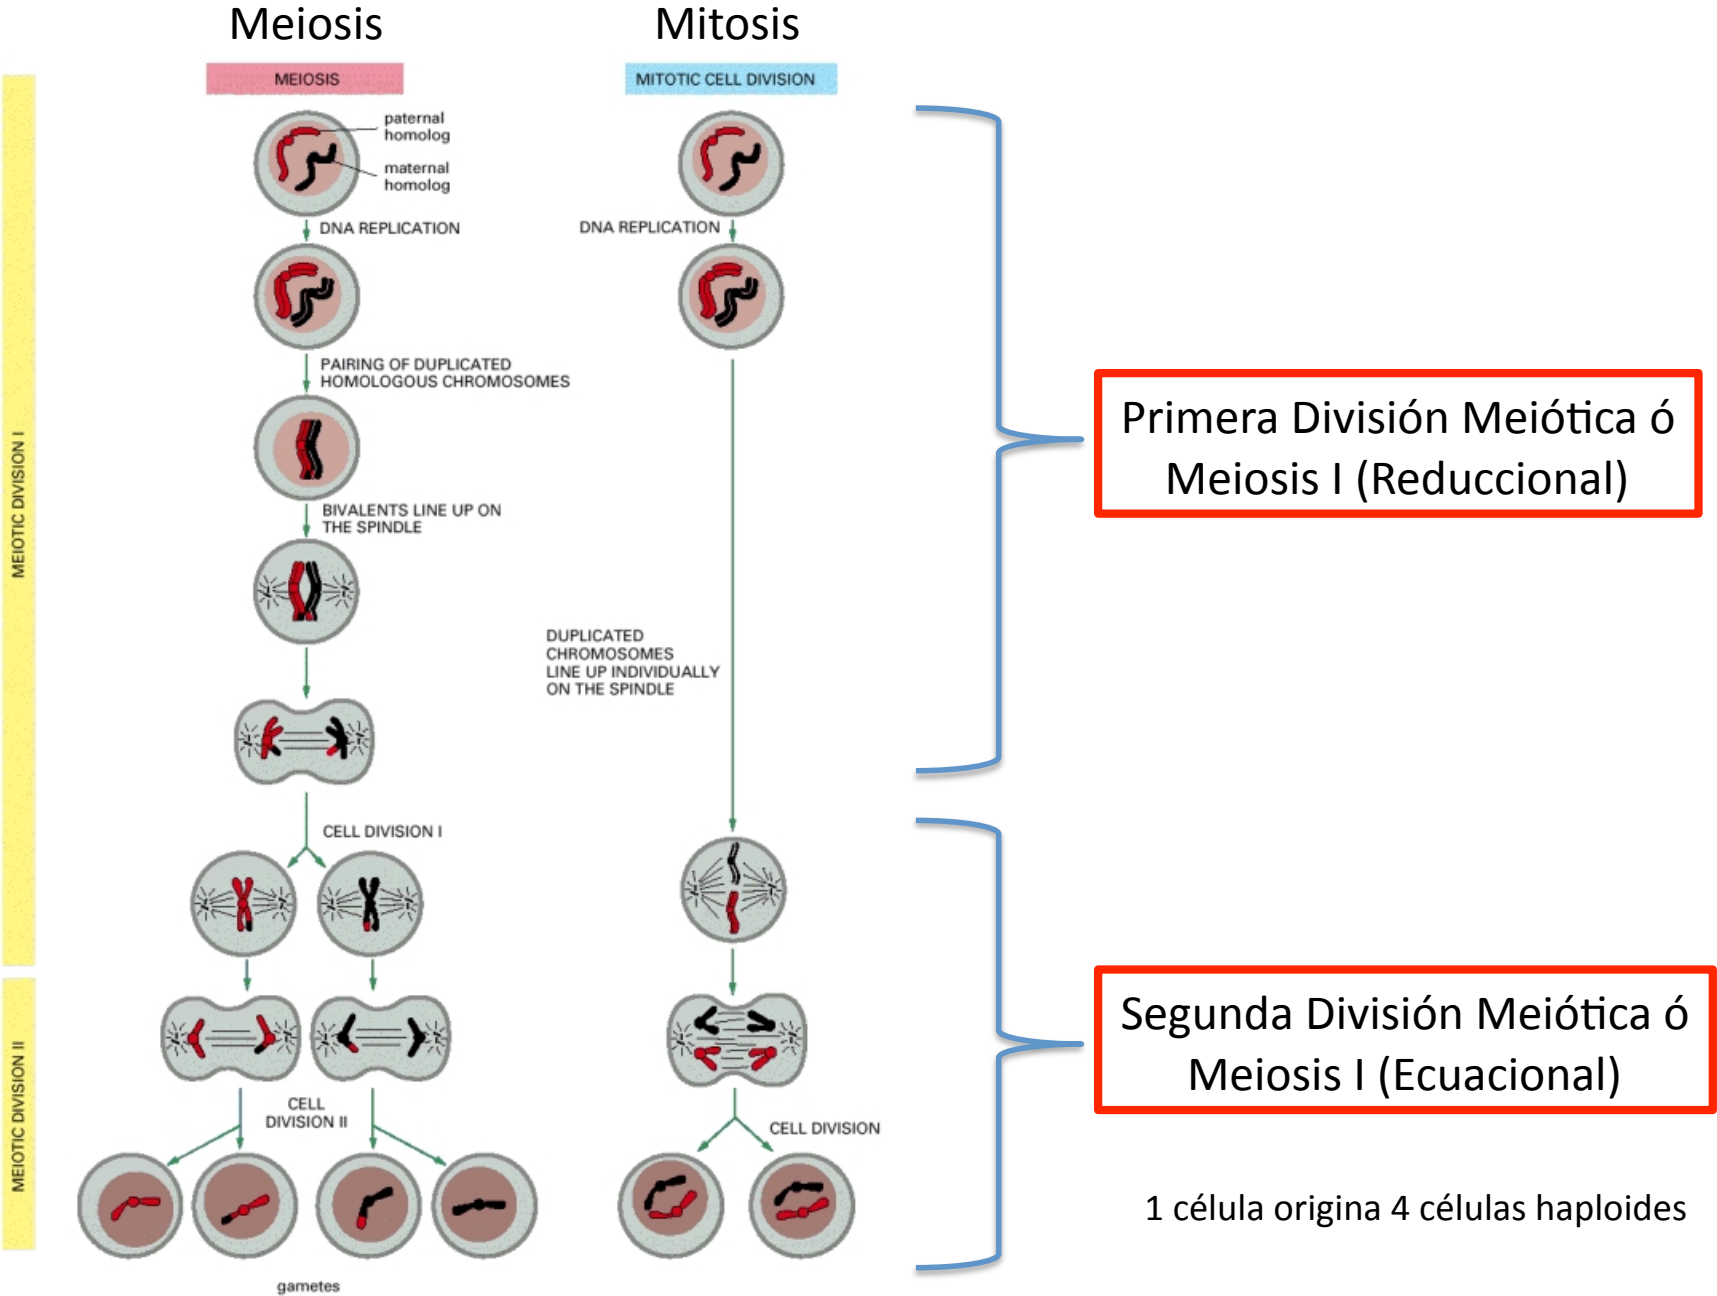 Meiosis
Mitosis
MEIOSIS
MITOTIC CELL DIVISION
paternal
homolog
maternal
homolog
DNA REPLICATION
DNA REPLICATION
PAIRING OF DUPLICATED
HOMOLOGOUS CHROMOSOMES
BIVALENTS LINE UP ON
THE SPINDLE
DUPLICATED
CHROMOSOMES
LINE UP INDIVIDUALLY
ON THE SPINDLE
CELL DIVISION I
CELL
DIVISION II
CELL DIVISION
gametes
MEIOTIC DIVISION I
MEIOTIC DIVISION II
Primera División Meiótica ó
Meiosis I (Reduccional)
Segunda División Meiótica ó
Meiosis I (Ecuacional)
1 célula origina 4 células haploides